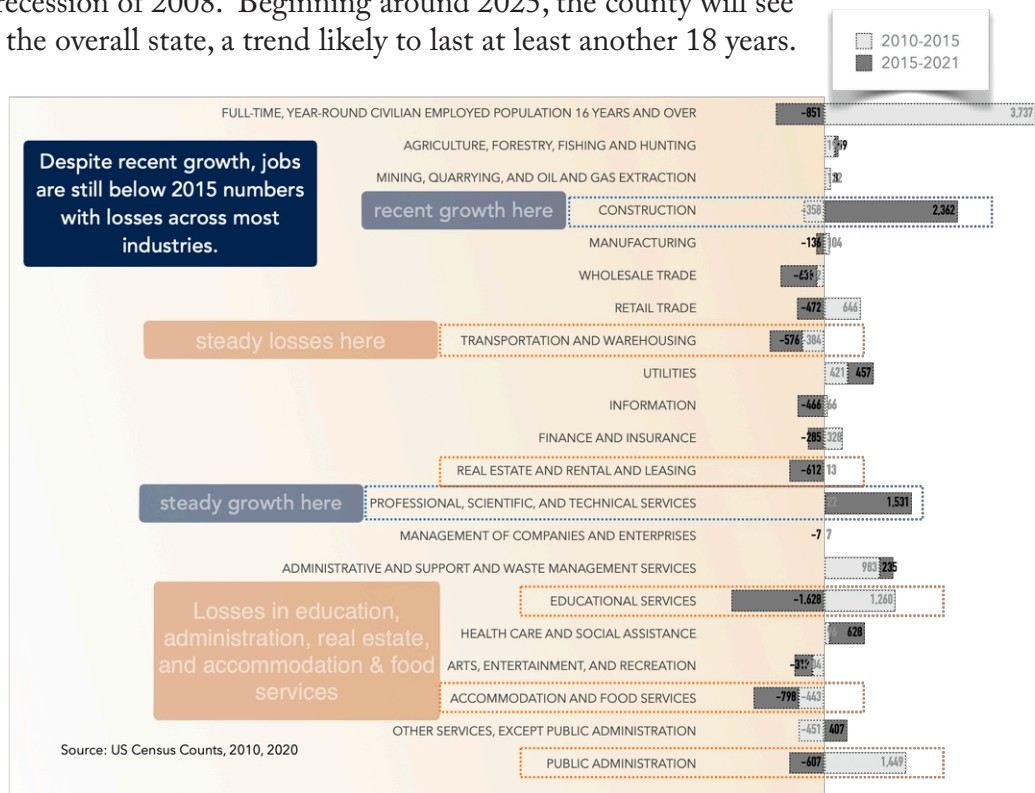 recession of 2008. Beginning around 2025, the county will see
the overall state, a trend likely to last at least another 18 years.
2010-2015
2015-2021
FULL-TIME, YEAR-ROUND CIVILIAN EMPLOYED POPULATION 16 YEARS AND OVER -851 3,737
Despite recent growth, jobs
are still below 2015 numbers
with losses across most
industries.
AGRICULTURE, FORESTRY, FISHING AND HUNTING
MINING, QUARRYING, AND OIL AND GAS EXTRACTION
recent growth here CONSTRUCTION -358 2,362
MANUFACTURING -136 104
WHOLESALE TRADE
RETAIL TRADE -472 646
steady losses here TRANSPORTATION AND WAREHOUSING -576 -384
UTILITIES 421 457
INFORMATION -466 66
FINANCE AND INSURANCE -285 328
REAL ESTATE AND RENTAL AND LEASING -612 13
steady growth here PROFESSIONAL, SCIENTIFIC, AND TECHNICAL SERVICES 1,531
MANAGEMENT OF COMPANIES AND ENTERPRISES -7 7
ADMINISTRATIVE AND SUPPORT AND WASTE MANAGEMENT SERVICES 983 235
Losses in education,
administration, real estate,
and accommodation & food
services
EDUCATIONAL SERVICES -1,628 1,260
HEALTH CARE AND SOCIAL ASSISTANCE 628
ARTS, ENTERTAINMENT, AND RECREATION
ACCOMMODATION AND FOOD SERVICES -798 -443
OTHER SERVICES, EXCEPT PUBLIC ADMINISTRATION -451 407
Source: US Census Counts, 2010, 2020
PUBLIC ADMINISTRATION -607 1,449